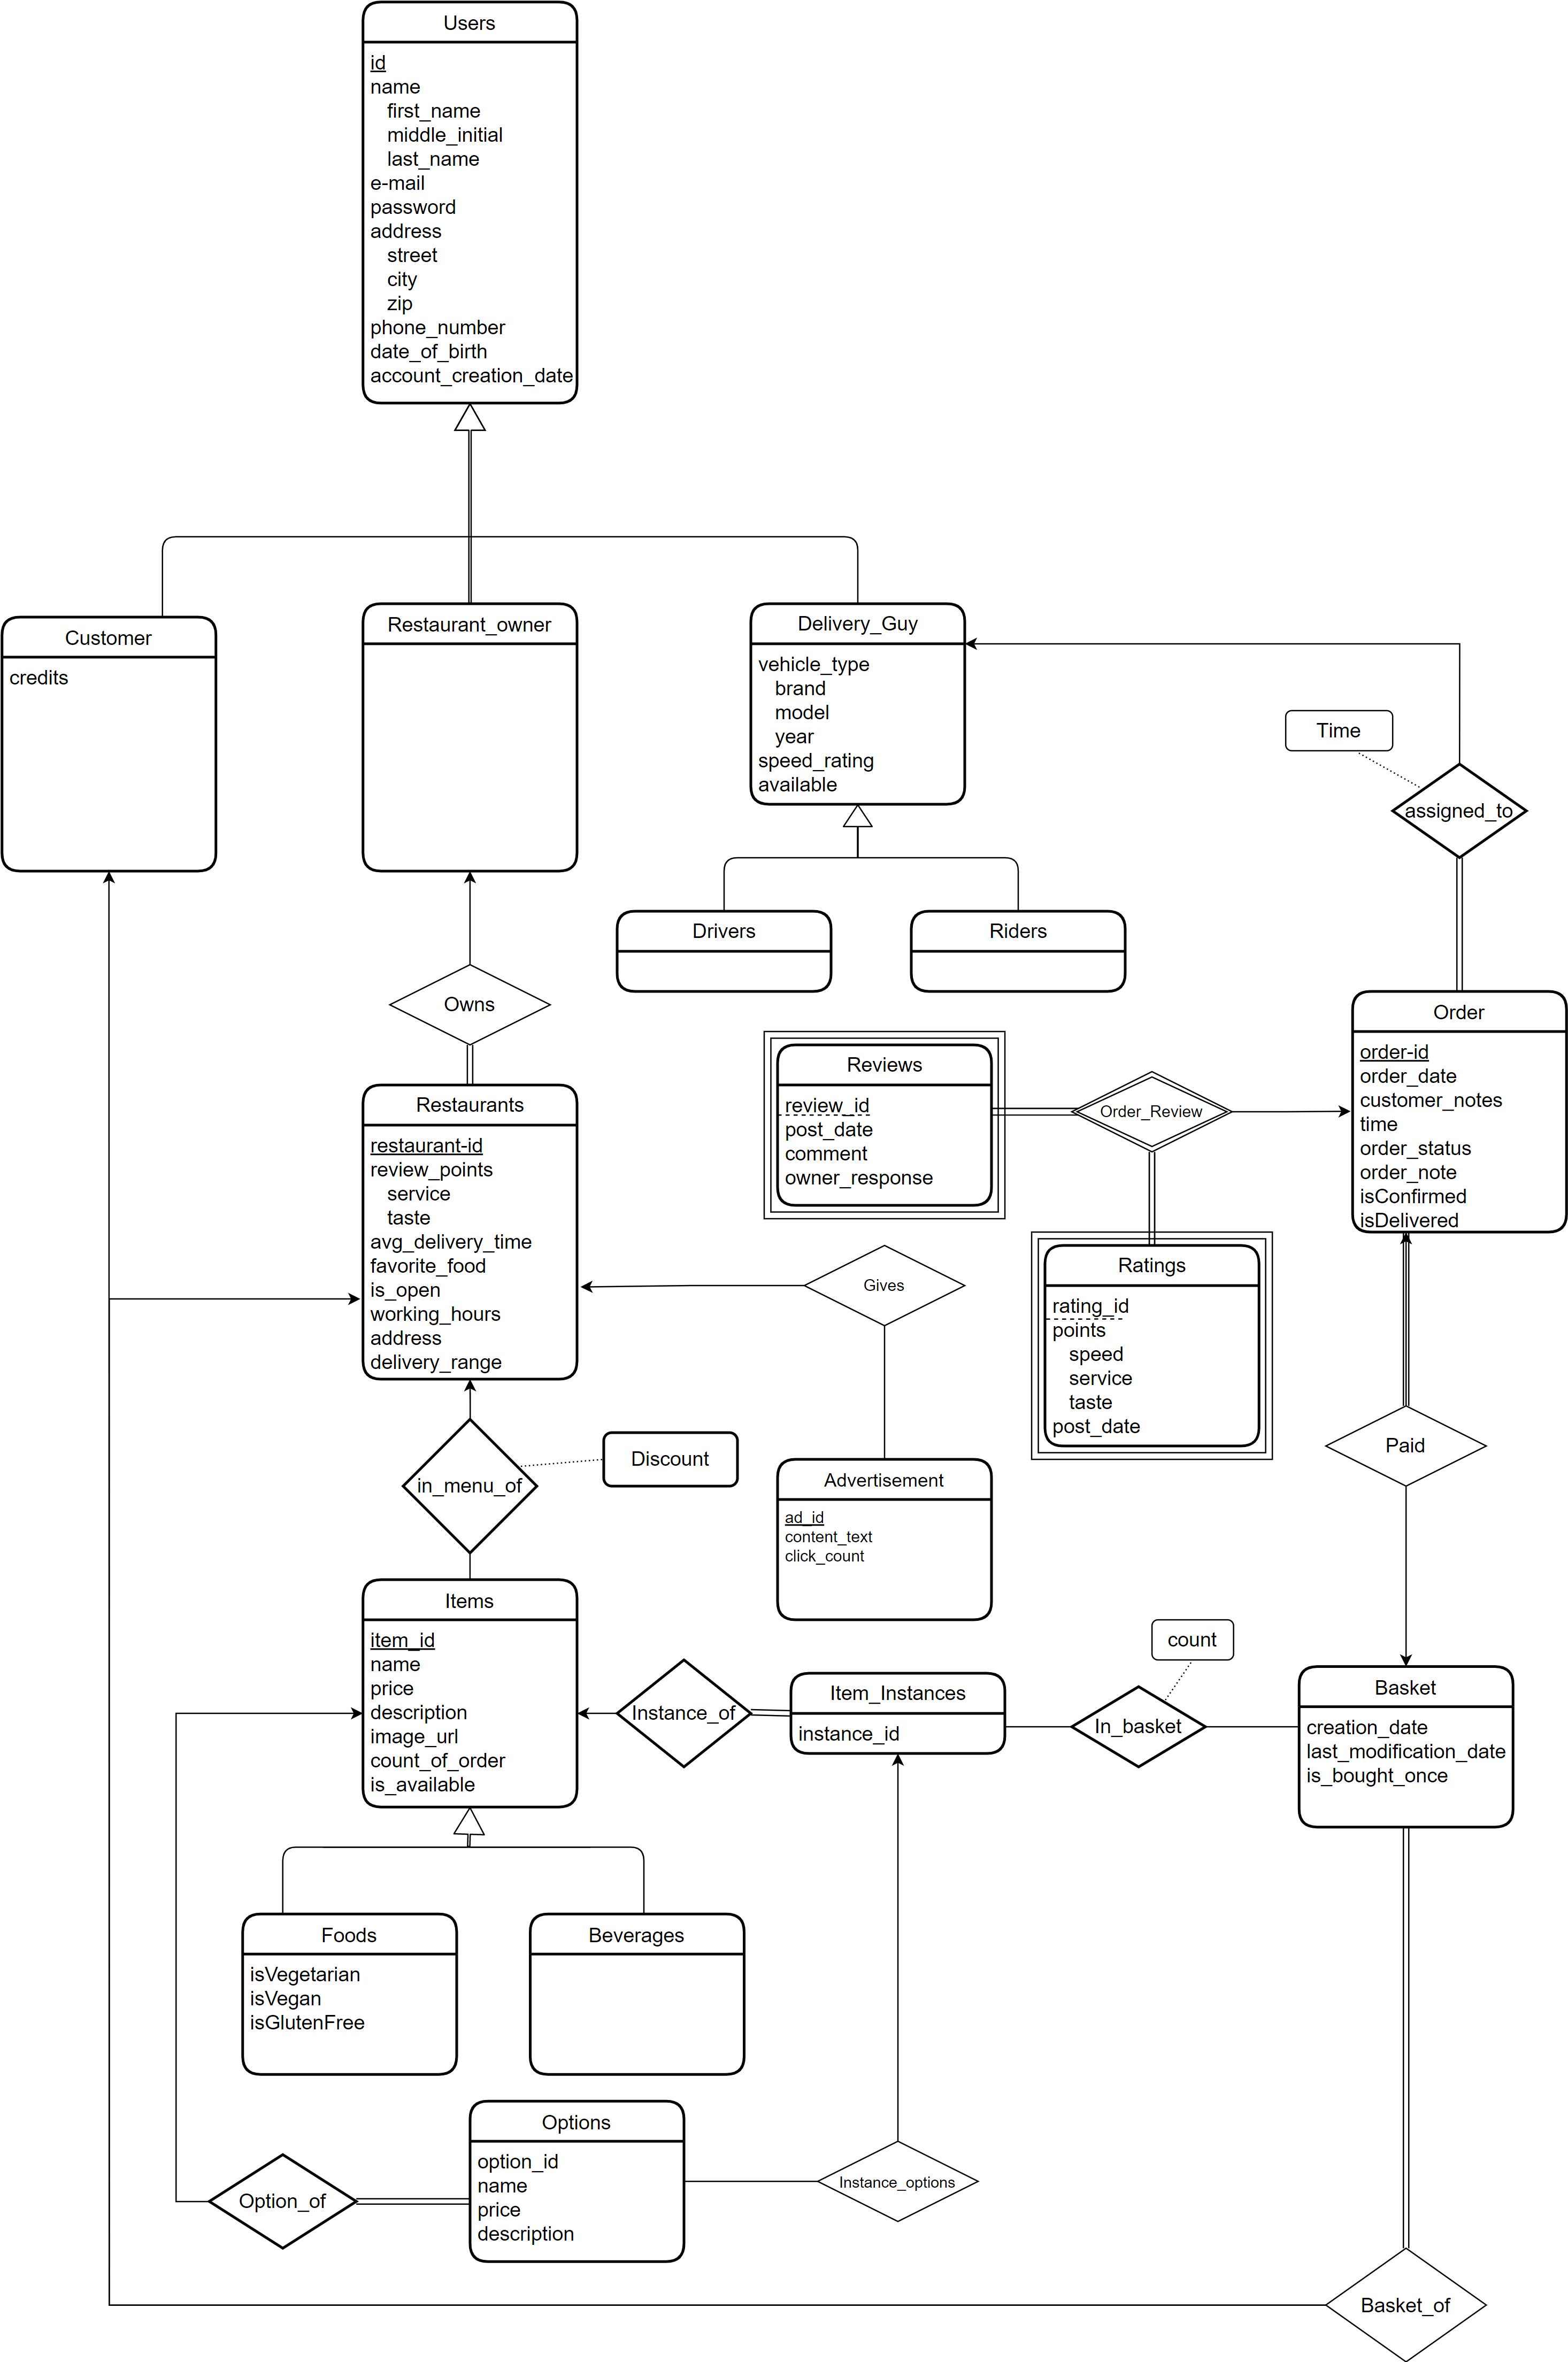 Users
id
name
first_name
middle_initial
last_name
e-mail
password
address
street
city
zip
phone_number
date_of_birth
account_creation_date
Customer
credits
Restaurant_owner
Delivery_Guy
vehicle_type
brand
model
year
speed_rating
available
Time
assigned_to
Drivers
Riders
Owns
Order
order-id
order_date
customer_notes
time
order_status
order_note
isConfirmed
isDelivered
Reviews
review_id
post_date
comment
owner_response
Order_Review
Restaurants
restaurant-id
review_points
service
taste
avg_delivery_time
favorite_food
is_open
working_hours
address
delivery_range
Gives
Ratings
rating_id
points
speed
service
taste
post_date
Paid
Discount
in_menu_of
Advertisement
ad_id
content_text
click_count
Items
item_id
name
price
description
image_url
count_of_order
is_available
Instance_of
Item_Instances
instance_id
count
In_basket
Basket
creation_date
last_modification_date
is_bought_once
Foods
isVegetarian
isVegan
isGlutenFree
Beverages
Options
option_id
name
price
description
Option_of
Instance_options
Basket_of